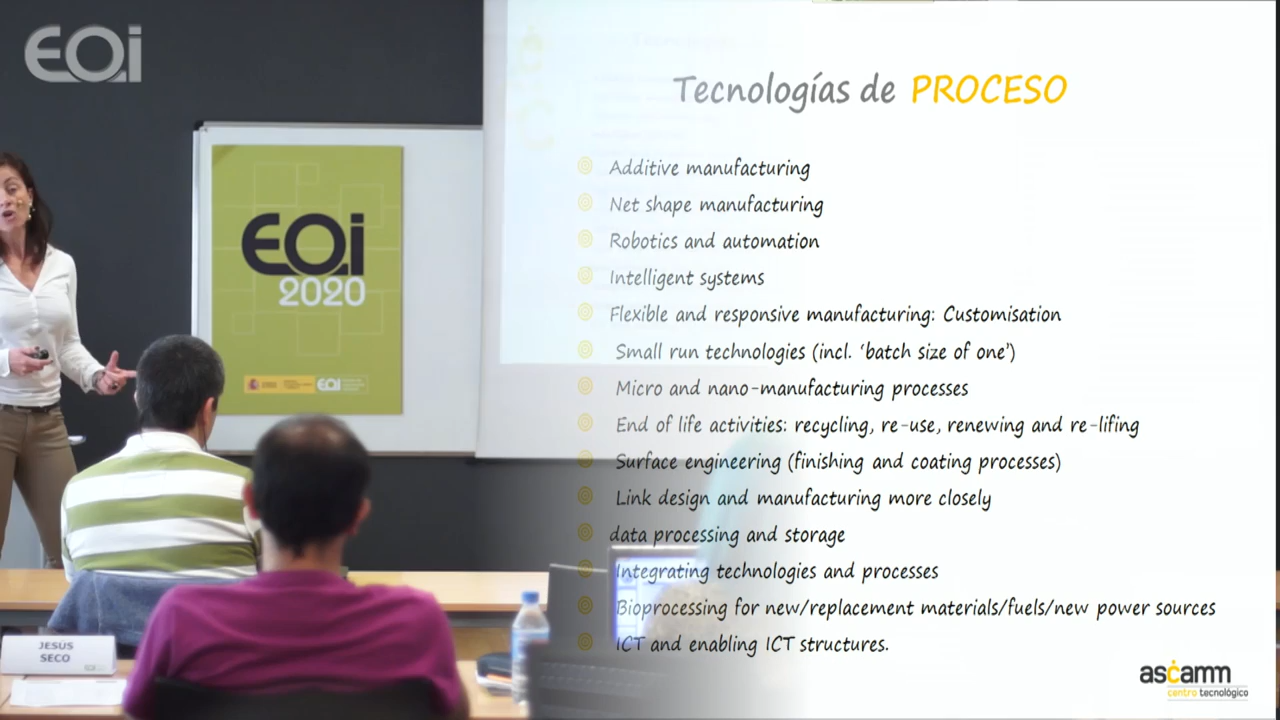 EOi
Tecnologías de PROCESO
Additive manufacturing
Net shape manufacturing
Robotics and automation
Intelligent systems
Flexible and responsive manufacturing: Customisation
Small run technologies (incl. ‘batch size of one’)
Micro and nano-manufacturing processes
End of life activities: recycling, re-use, renewing and re-lifing
Surface engineering (finishing and coating processes)
Link design and manufacturing more closely
data processing and storage
Integrating technologies and processes
Bioprocessing for new/replacement materials/fuels/new power sources
ICT and enabling ICT structures.
ascamm
centro tecnológico
EOi
2020
EOi
JESÚS
SECO
EOi